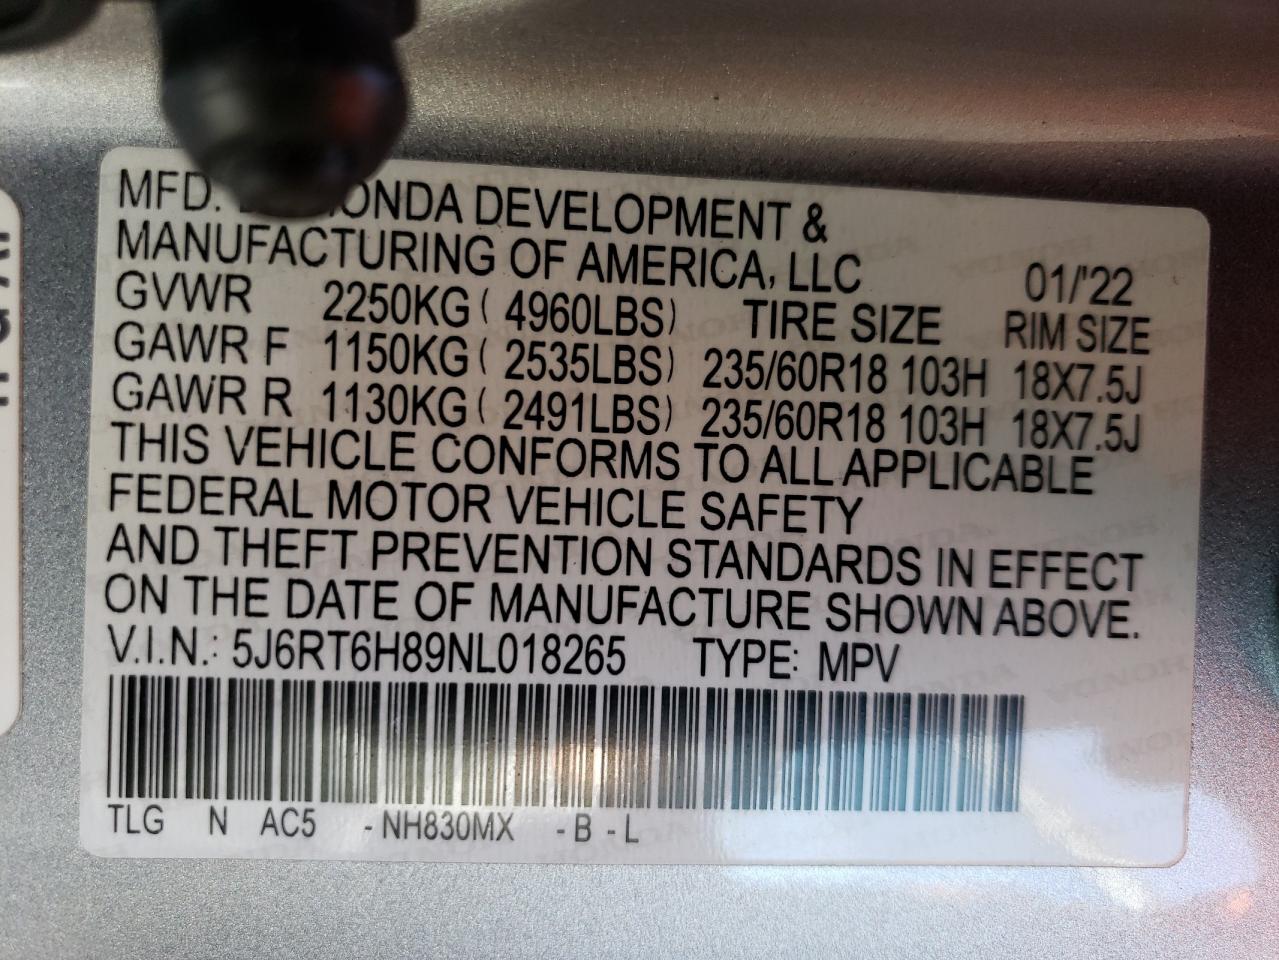 MFD. HONDA DEVELOPMENT &
MANUFACTURING OF AMERICA, LLC 01/'22
GVWR 2250KG ( 4960LBS) TIRE SIZE RIM SIZE
GAWR F 1150KG ( 2535LBS) 235/60R18 103H 18X7.5J
GAWR R 1130KG ( 2491LBS) 235/60R18 103H 18X7.5J
THIS VEHICLE CONFORMS TO ALL APPLICABLE
FEDERAL MOTOR VEHICLE SAFETY
AND THEFT PREVENTION STANDARDS IN EFFECT
ON THE DATE OF MANUFACTURE SHOWN ABOVE.
V.I.N.: 5J6RT6H89NL018265 TYPE: MPV
TLG N AC5 - NH830MX - B - L